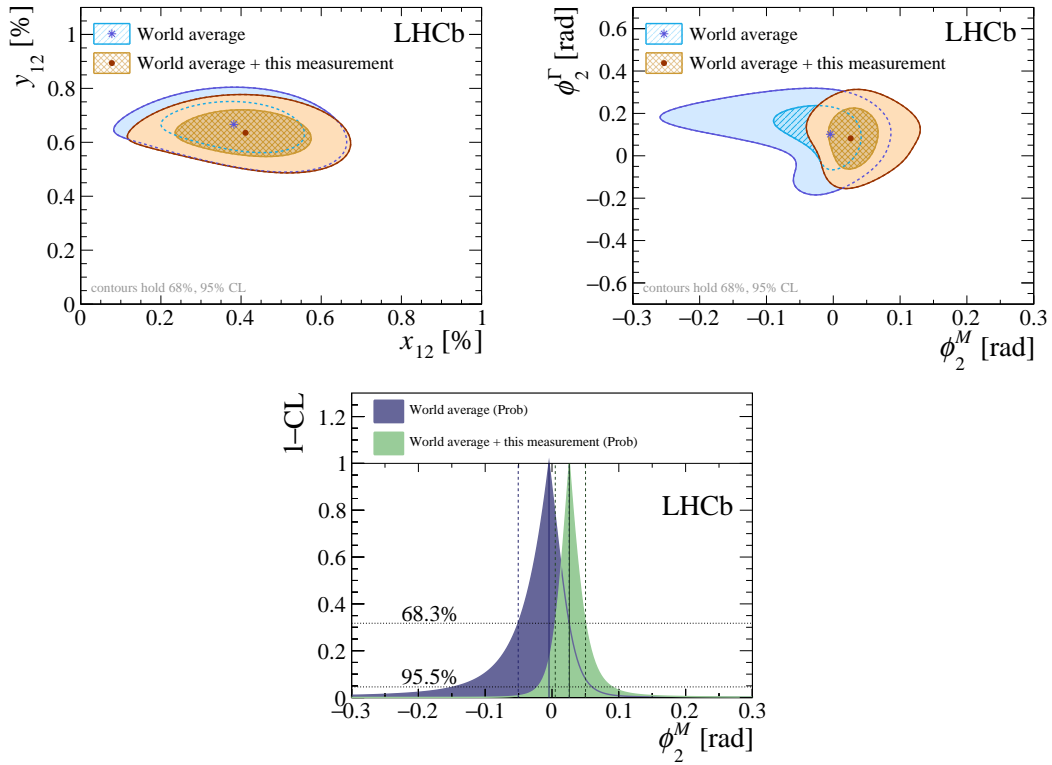 y₁₂ [%]
1
0.8
0.6
0.4
0.2
0
World average
World average + this measurement
LHCb
contours hold 68%, 95% CL
0 0.2 0.4 0.6 0.8 1
x₁₂ [%]
ϕ₂^Γ [rad]
0.8
0.6
0.4
0.2
0
−0.2
−0.4
−0.6
World average
World average + this measurement
LHCb
contours hold 68%, 95% CL
−0.3 −0.2 −0.1 0 0.1 0.2 0.3
ϕ₂^M [rad]
1−CL
1.2
1
0.8
0.6
0.4
0.2
0
World average (Prob)
World average + this measurement (Prob)
LHCb
68.3%
95.5%
−0.3 −0.2 −0.1 0 0.1 0.2 0.3
ϕ₂^M [rad]